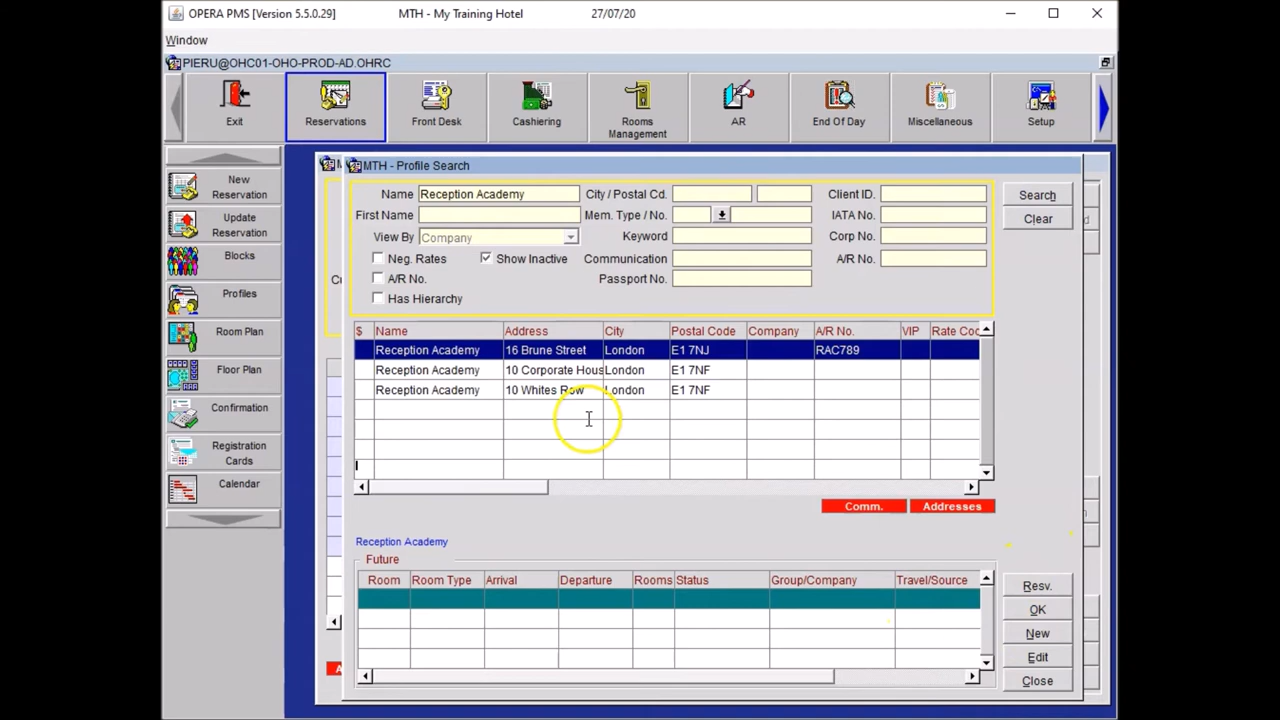 OPERA PMS [Version 5.5.0.29] MTH - My Training Hotel 27/07/20
Window
PIERU@OHC01-OHO-PROD-AD.OHRC
Exit Reservations Front Desk Cashiering Rooms Management AR End Of Day Miscellaneous Setup
New Reservation
Update Reservation
Blocks
Profiles
Room Plan
Floor Plan
Confirmation
Registration Cards
Calendar
MTH - Profile Search
Name Reception Academy City / Postal Cd. Client ID. Search
First Name Mem. Type / No. IATA No. Clear
View By Company Keyword Corp No.
Neg. Rates Show Inactive Communication A/R No.
A/R No. Passport No.
Has Hierarchy
$ Name Address City Postal Code Company A/R No. VIP Rate Coc
Reception Academy 16 Brune Street London E1 7NJ RAC789
Reception Academy 10 Corporate Hous London E1 7NF
Reception Academy 10 Whites Row London E1 7NF
Comm. Addresses
Reception Academy
Future
Room Room Type Arrival Departure Rooms Status Group/Company Travel/Source
Resv.
OK
New
Edit
Close